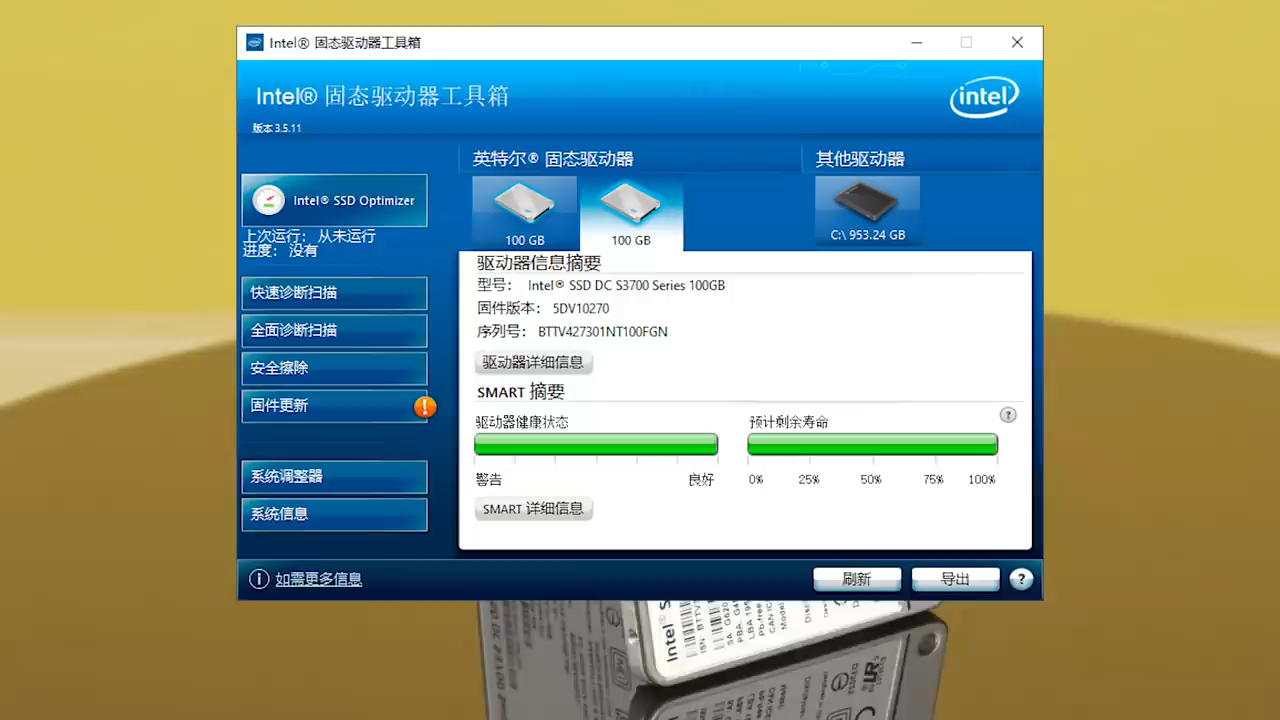 Intel® 固态驱动器工具箱
Intel® 固态驱动器工具箱
intel
版本 3.5.11
英特尔® 固态驱动器
其他驱动器
Intel® SSD Optimizer
100 GB
100 GB
C:\ 953.24 GB
上次运行: 从未运行
进度: 没有
驱动器信息摘要
型号: Intel® SSD DC S3700 Series 100GB
固件版本: 5DV10270
序列号: BTTV427301NT100FGN
驱动器详细信息
快速诊断扫描
全面诊断扫描
安全擦除
固件更新
系统调整器
系统信息
SMART 摘要
驱动器健康状态
预计剩余寿命
警告
良好
0% 25% 50% 75% 100%
SMART 详细信息
如需更多信息
刷新
导出
Intel®